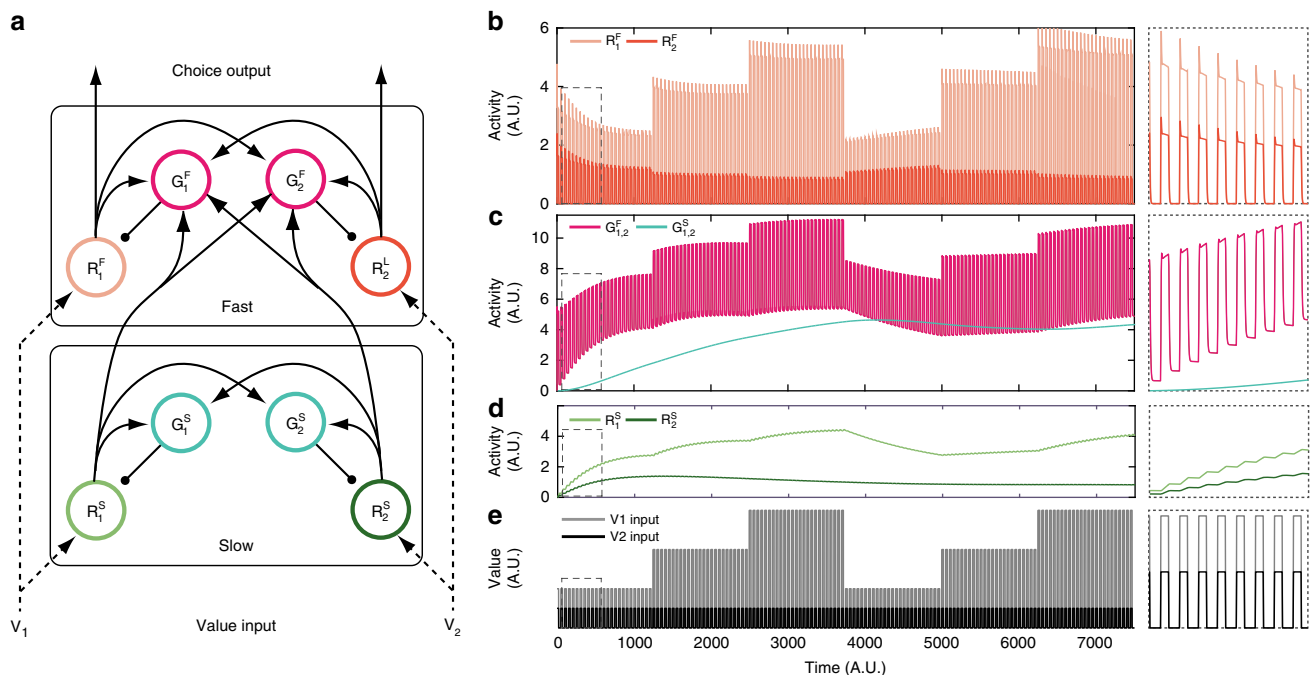 a
Choice output
G₁ᶠ G₂ᶠ
R₁ᶠ R₂ᴸ
Fast
G₁ˢ G₂ˢ
R₁ˢ R₂ˢ
Slow
V₁ Value input V₂
b
R₁ᶠ R₂ᶠ
Activity
(A.U.)
6
4
2
0
c
G₁,₂ᶠ G₁,₂ˢ
Activity
(A.U.)
10
8
6
4
2
0
d
R₁ˢ R₂ˢ
Activity
(A.U.)
4
2
0
e
V1 input
V2 input
Value
(A.U.)
0 1000 2000 3000 4000 5000 6000 7000
Time (A.U.)